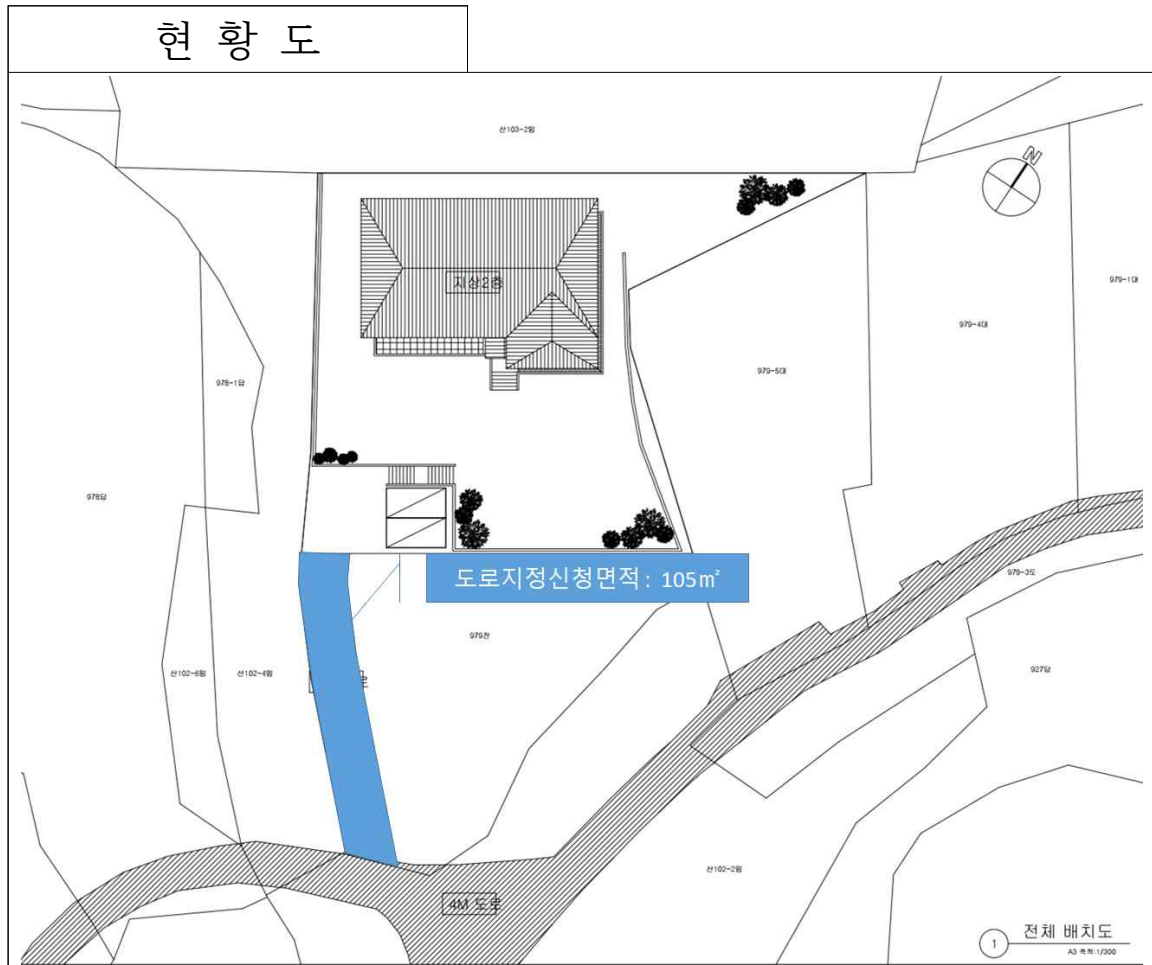 현 황 도
산103-2임
N
지상2층
979-1대
979-4대
979-5대
978-1답
978답
도로지정신청면적: 105㎡
979-3도
979전
927답
산102-6임
산102-4임
로
산102-2임
4M 도로
1
전체 배치도
A3 축척:1/300